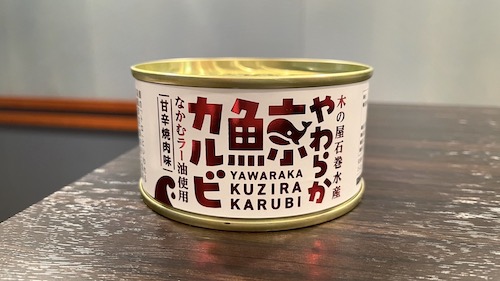 木の屋石巻水産
やわらか
鯨
カルビ
YAWARAKA
KUZIRA
KARUBI
なかむラー油使用
甘辛焼肉味